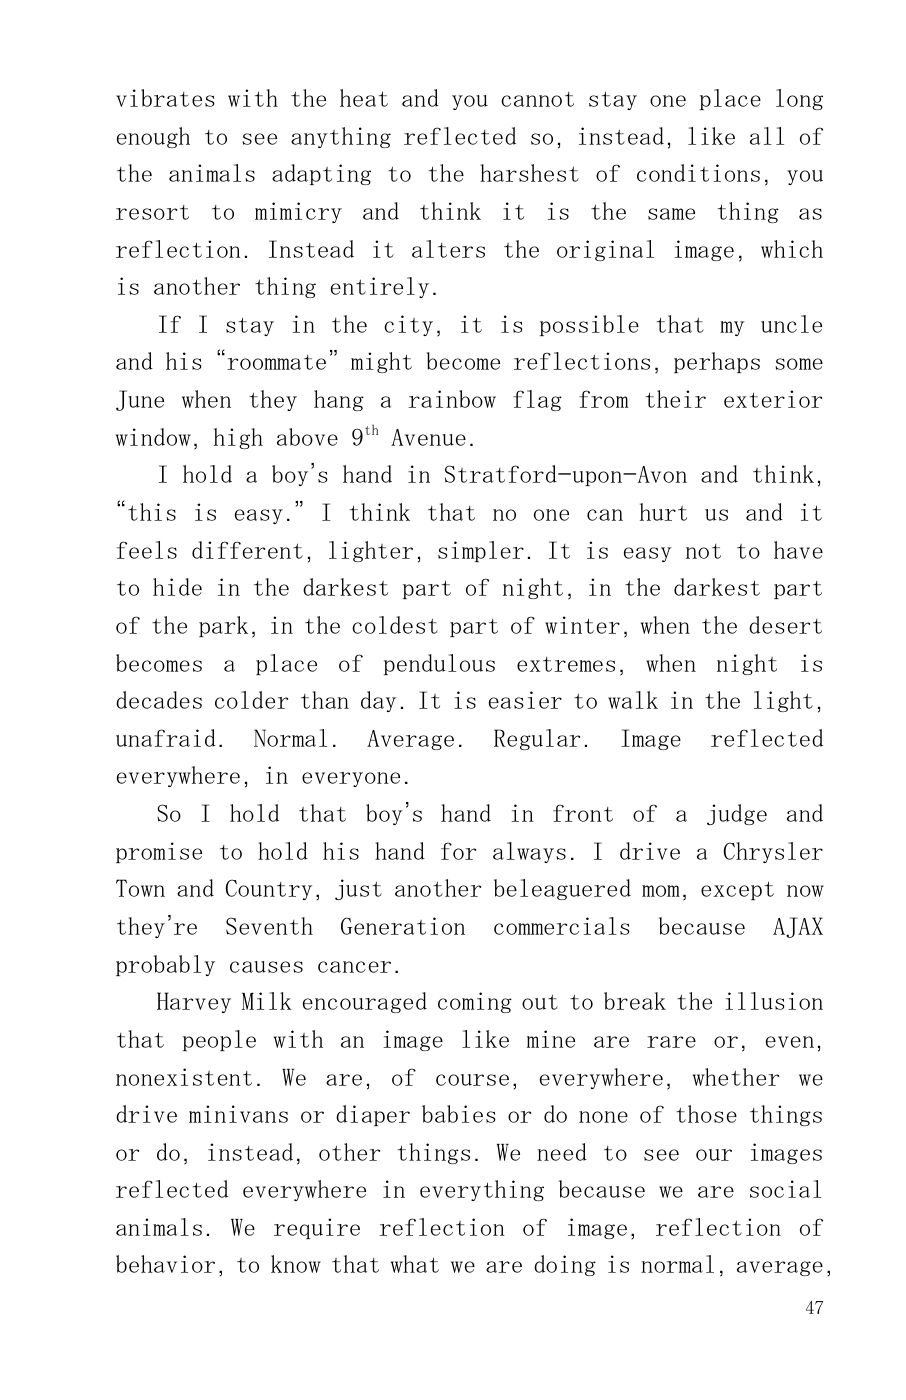 vibrates with the heat and you cannot stay one place long
enough to see anything reflected so, instead, like all of
the animals adapting to the harshest of conditions, you
resort to mimicry and think it is the same thing as
reflection. Instead it alters the original image, which
is another thing entirely.
If I stay in the city, it is possible that my uncle
and his “roommate” might become reflections, perhaps some
June when they hang a rainbow flag from their exterior
window, high above 9th Avenue.
I hold a boy’s hand in Stratford-upon-Avon and think,
“this is easy.” I think that no one can hurt us and it
feels different, lighter, simpler. It is easy not to have
to hide in the darkest part of night, in the darkest part
of the park, in the coldest part of winter, when the desert
becomes a place of pendulous extremes, when night is
decades colder than day. It is easier to walk in the light,
unafraid. Normal. Average. Regular. Image reflected
everywhere, in everyone.
So I hold that boy’s hand in front of a judge and
promise to hold his hand for always. I drive a Chrysler
Town and Country, just another beleaguered mom, except now
they’re Seventh Generation commercials because AJAX
probably causes cancer.
Harvey Milk encouraged coming out to break the illusion
that people with an image like mine are rare or, even,
nonexistent. We are, of course, everywhere, whether we
drive minivans or diaper babies or do none of those things
or do, instead, other things. We need to see our images
reflected everywhere in everything because we are social
animals. We require reflection of image, reflection of
behavior, to know that what we are doing is normal, average,
47